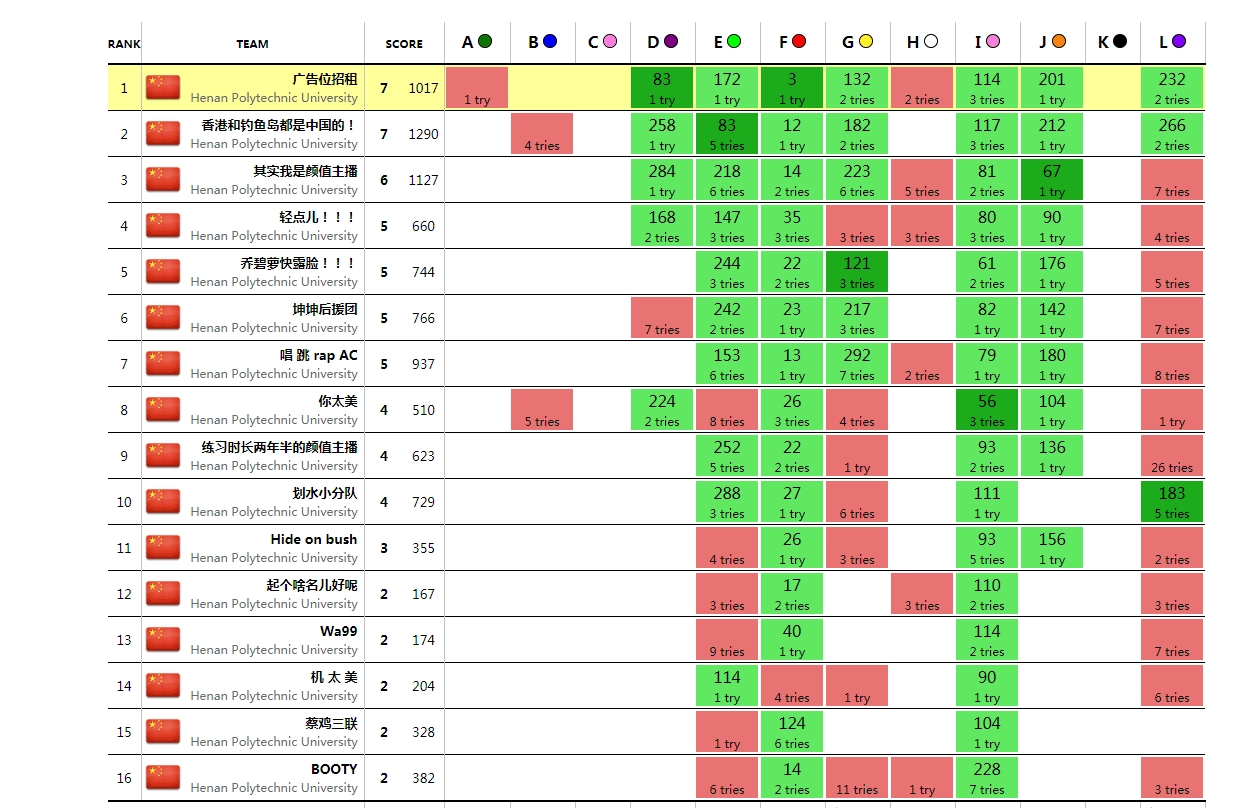 RANK TEAM SCORE A B C D E F G H I J K L
1 广告位招租 7 1017 83 172 3 132 114 201 232
Henan Polytechnic University 1 try 1 try 1 try 1 try 2 tries 2 tries 3 tries 1 try 2 tries
2 香港和钓鱼岛都是中国的！ 7 1290 258 83 12 182 117 212 266
Henan Polytechnic University 4 tries 1 try 5 tries 1 try 2 tries 3 tries 1 try 2 tries
3 其实我是颜值主播 6 1127 284 218 14 223 81 67
Henan Polytechnic University 1 try 6 tries 2 tries 6 tries 5 tries 2 tries 1 try 7 tries
4 轻点儿！！！ 5 660 168 147 35 80 90
Henan Polytechnic University 2 tries 3 tries 3 tries 3 tries 3 tries 3 tries 1 try 4 tries
5 乔碧萝快露脸！！！ 5 744 244 22 121 61 176
Henan Polytechnic University 3 tries 2 tries 3 tries 2 tries 1 try 5 tries
6 坤坤后援团 5 766 242 23 217 82 142
Henan Polytechnic University 7 tries 2 tries 1 try 3 tries 1 try 1 try 7 tries
7 唱 跳 rap AC 5 937 153 13 292 79 180
Henan Polytechnic University 6 tries 1 try 7 tries 2 tries 1 try 1 try 8 tries
8 你太美 4 510 224 26 56 104
Henan Polytechnic University 5 tries 2 tries 8 tries 3 tries 4 tries 3 tries 1 try 1 try
9 练习时长两年半的颜值主播 4 623 252 22 93 136
Henan Polytechnic University 5 tries 2 tries 1 try 2 tries 1 try 26 tries
10 划水小分队 4 729 288 27 111 183
Henan Polytechnic University 3 tries 1 try 6 tries 1 try 5 tries
11 Hide on bush 3 355 26 93 156
Henan Polytechnic University 4 tries 1 try 3 tries 5 tries 1 try 2 tries
12 起个啥名儿好呢 2 167 17 110
Henan Polytechnic University 3 tries 2 tries 3 tries 2 tries 3 tries
13 Wa99 2 174 40 114
Henan Polytechnic University 9 tries 1 try 2 tries 7 tries
14 机 太 美 2 204 114 90
Henan Polytechnic University 1 try 4 tries 1 try 1 try 6 tries
15 蔡鸡三联 2 328 124 104
Henan Polytechnic University 1 try 6 tries 1 try
16 BOOTY 2 382 14 228
Henan Polytechnic University 6 tries 2 tries 11 tries 1 try 7 tries 3 tries